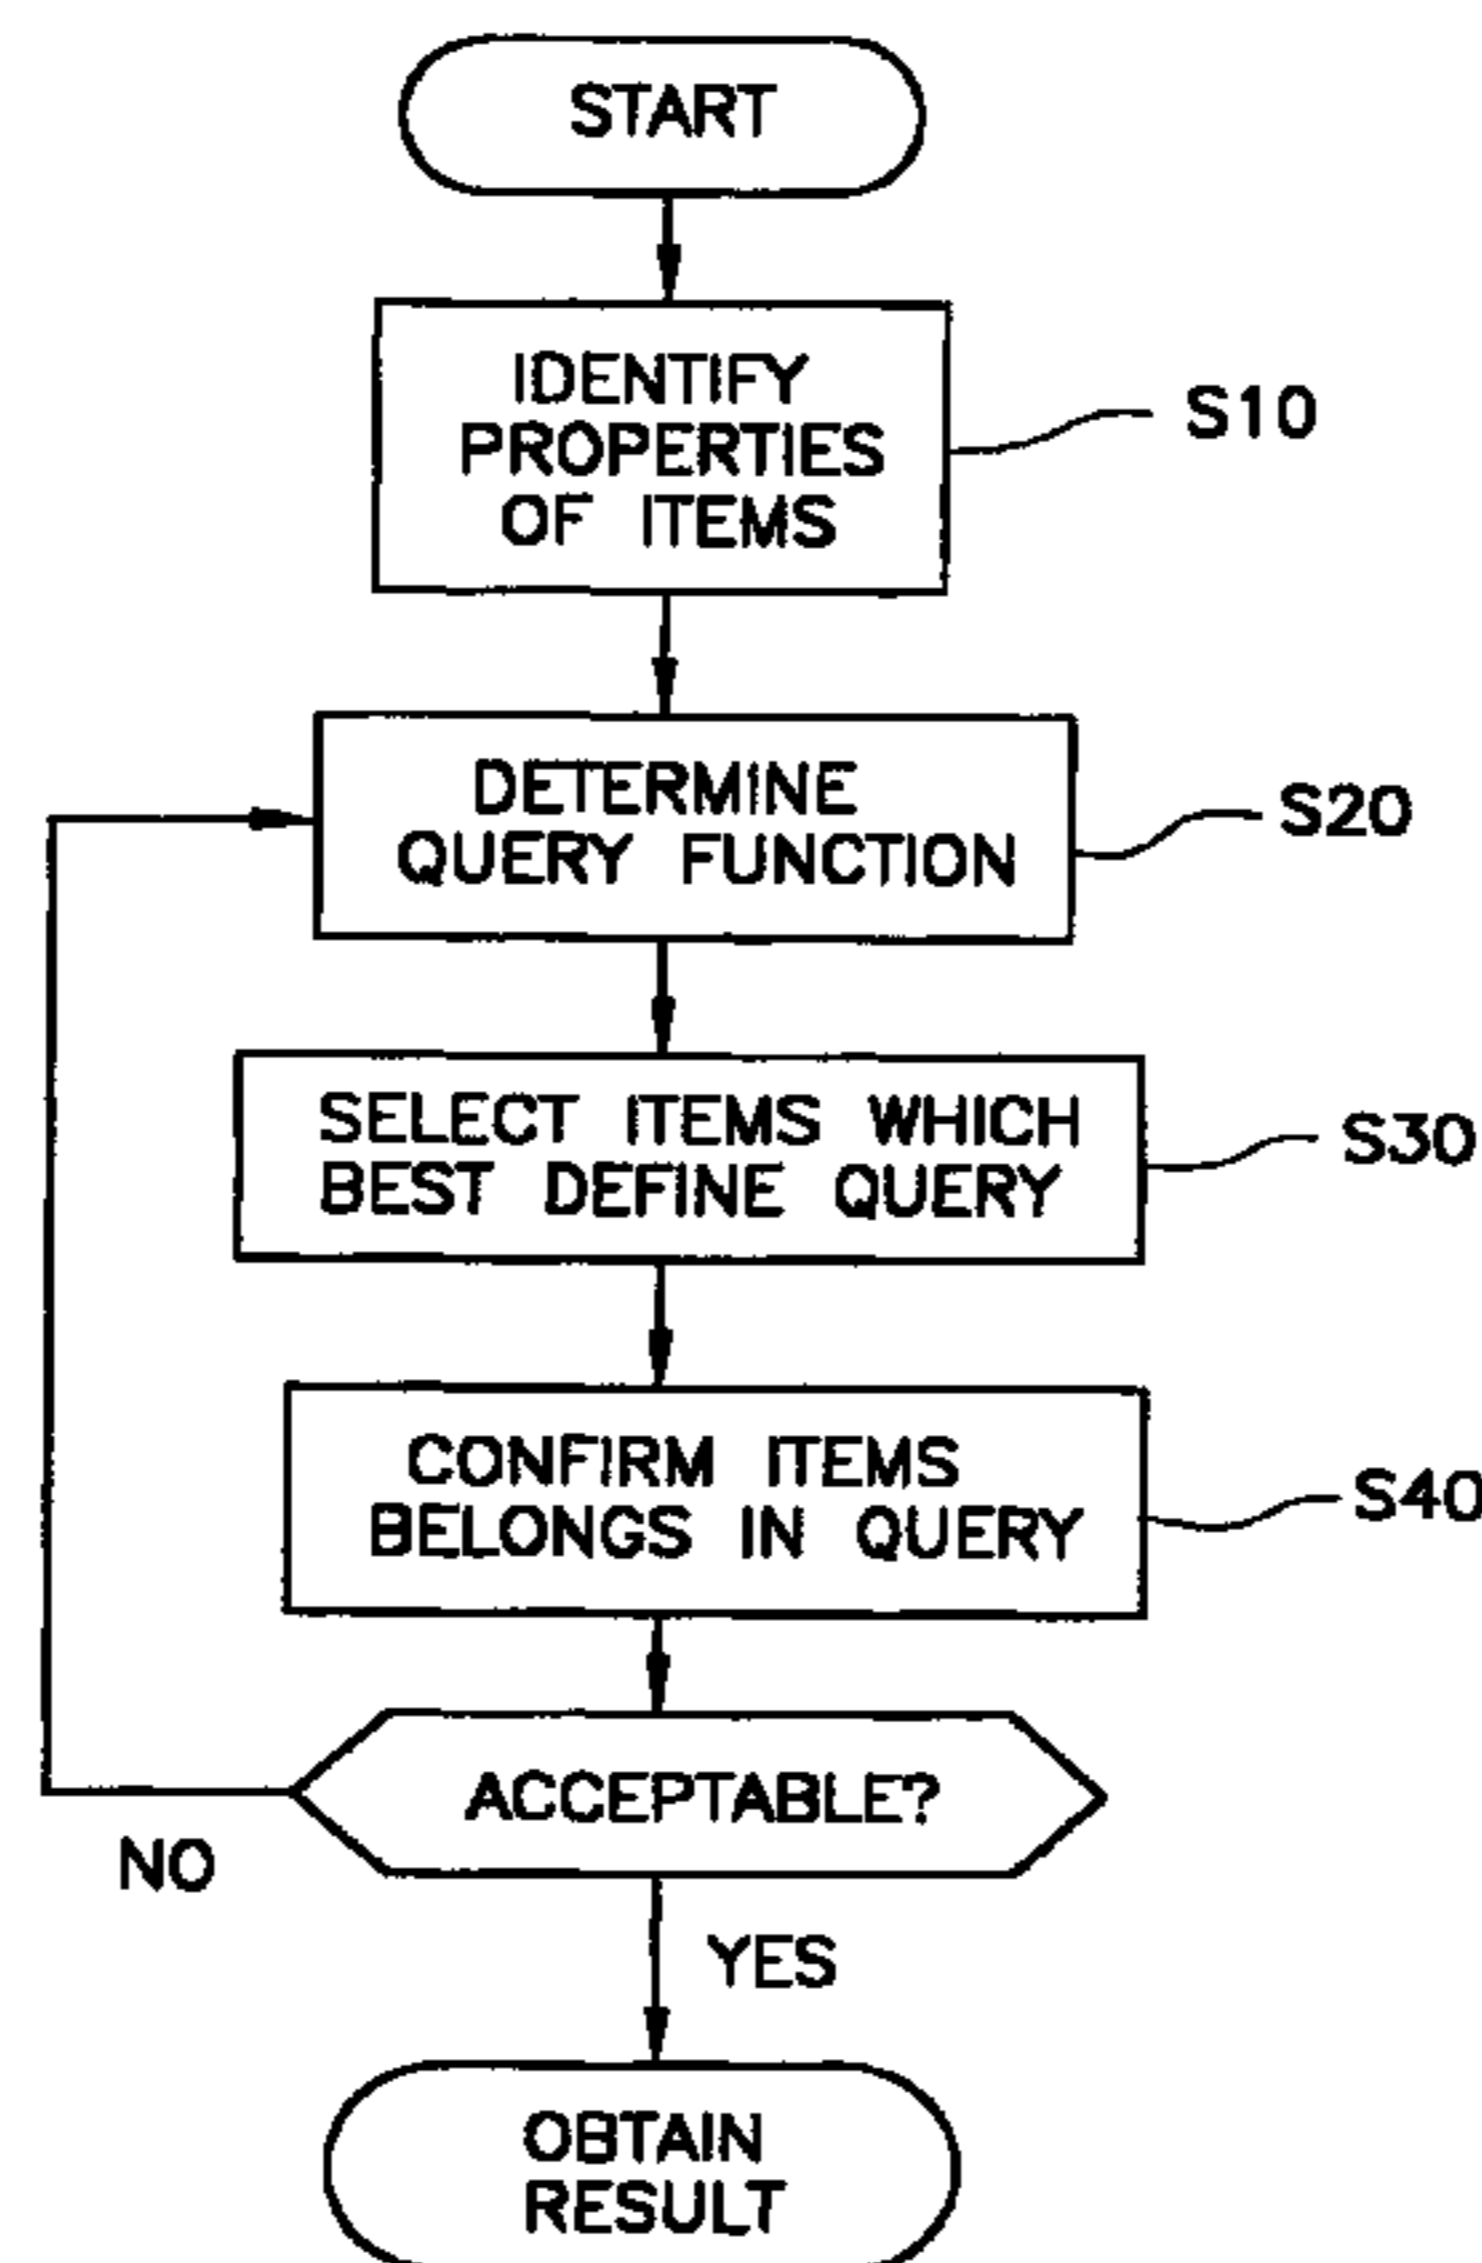 START
IDENTIFY
PROPERTIES
OF ITEMS
S10
DETERMINE
QUERY FUNCTION
S20
SELECT ITEMS WHICH
BEST DEFINE QUERY
S30
CONFIRM ITEMS
BELONGS IN QUERY
S40
ACCEPTABLE?
NO
YES
OBTAIN
RESULT